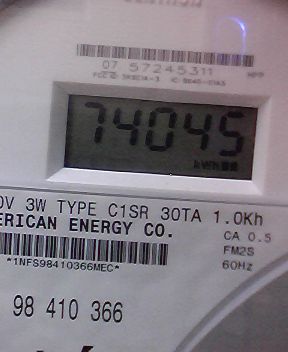 07 57245311
74045
kWh
0V 3W TYPE C1SR 30TA 1.0Kh
ERICAN ENERGY CO.
CA 0.5
FM2S
60Hz
*1NFS98410366MEC*
98 410 366